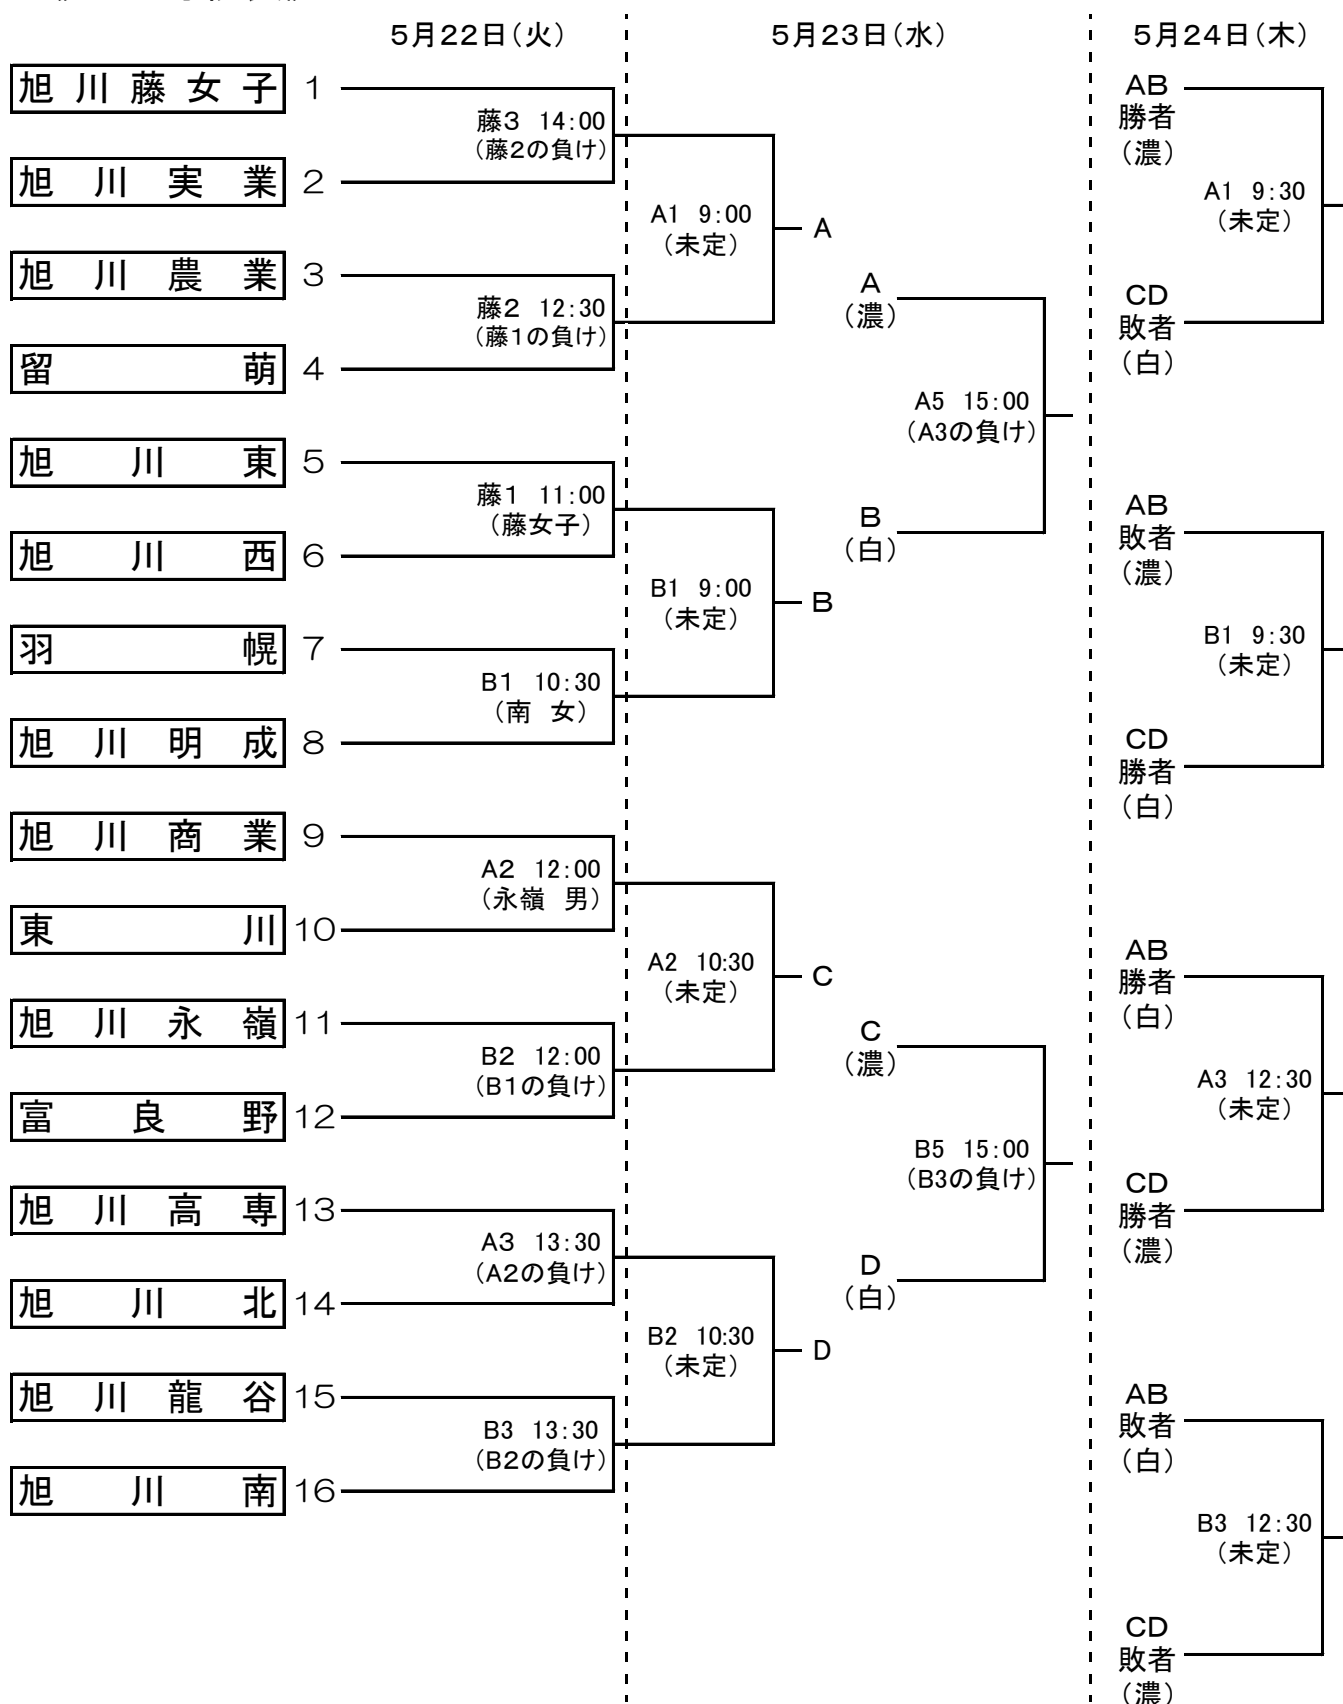 5月22日(火) 5月23日(水) 5月24日(木)
旭川藤女子 1
藤3 14:00
(藤2の負け)
旭川実業 2
A1 9:00
(未定)
A
旭川農業 3
藤2 12:30
(藤1の負け)
留萌 4
旭川東 5
藤1 11:00
(藤女子)
旭川西 6
B1 9:00
(未定)
B
羽幌 7
B1 10:30
(南 女)
旭川明成 8
旭川商業 9
A2 12:00
(永嶺 男)
東川 10
A2 10:30
(未定)
C
旭川永嶺 11
B2 12:00
(B1の負け)
富良野 12
旭川高専 13
A3 13:30
(A2の負け)
旭川北 14
B2 10:30
(未定)
D
旭川龍谷 15
B3 13:30
(B2の負け)
旭川南 16
A
(濃)
A5 15:00
(A3の負け)
B
(白)
C
(濃)
B5 15:00
(B3の負け)
D
(白)
AB
勝者
(濃)
A1 9:30
(未定)
CD
敗者
(白)
AB
敗者
(濃)
B1 9:30
(未定)
CD
勝者
(白)
AB
勝者
(白)
A3 12:30
(未定)
CD
勝者
(濃)
AB
敗者
(白)
B3 12:30
(未定)
CD
敗者
(濃)